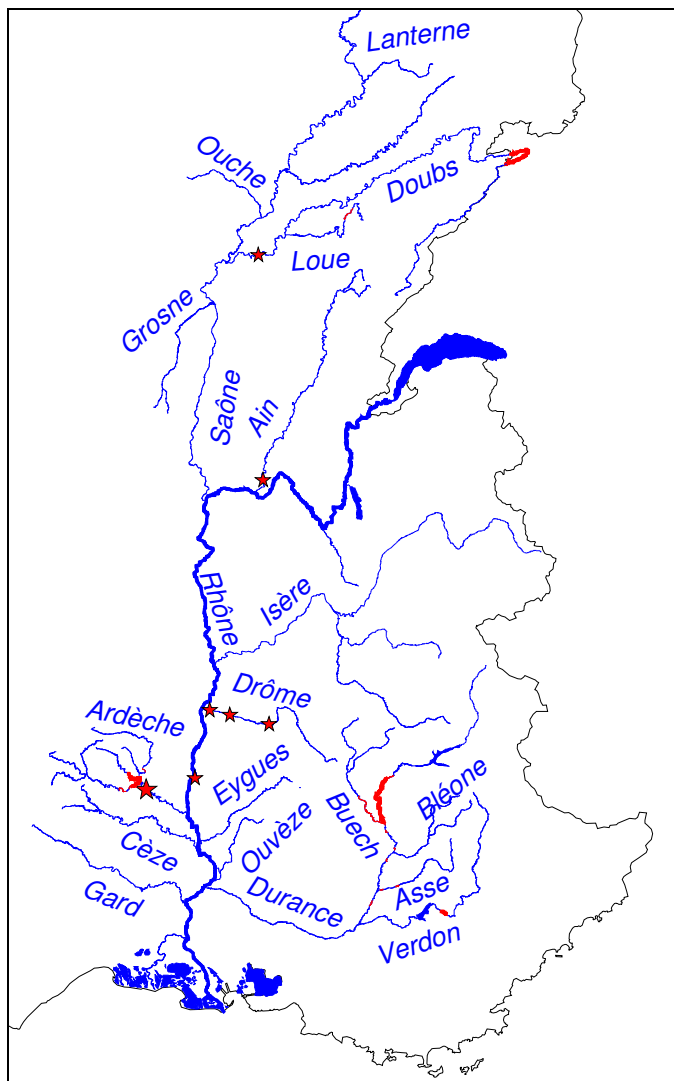 Lanterne
Ouche
Doubs
Loue
Grosne
Saône
Ain
Rhône
Isère
Drôme
Ardèche
Eygues
Bléone
Buech
Ouvèze
Cèze
Gard
Durance
Asse
Verdon